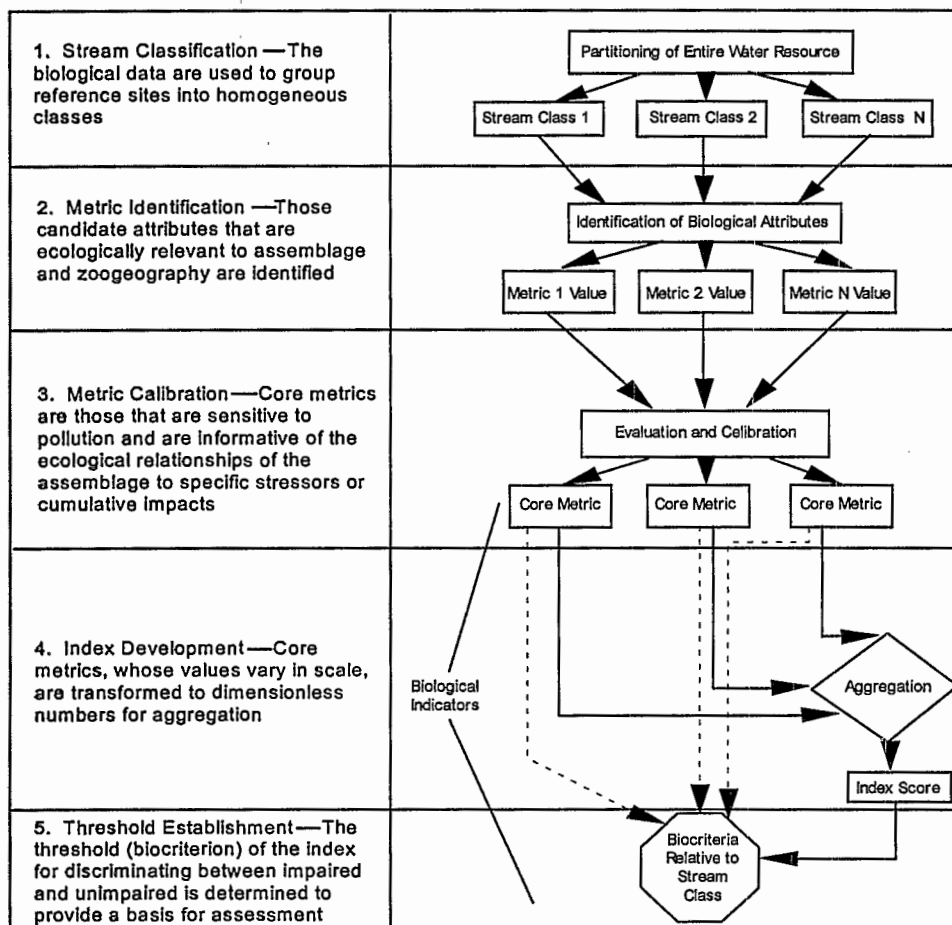 1. Stream Classification —The
biological data are used to group
reference sites into homogeneous
classes
Partitioning of Entire Water Resource
Stream Class 1
Stream Class 2
Stream Class N
2. Metric Identification —Those
candidate attributes that are
ecologically relevant to assemblage
and zoogeography are identified
Identification of Biological Attributes
Metric 1 Value
Metric 2 Value
Metric N Value
3. Metric Calibration—Core metrics
are those that are sensitive to
pollution and are informative of the
ecological relationships of the
assemblage to specific stressors or
cumulative impacts
Evaluation and Celibration
Core Metric
Core Metric
Core Metric
4. Index Development—Core
metrics, whose values vary in scale,
are transformed to dimensionless
numbers for aggregation
Biological
Indicators
Aggregation
Index Score
5. Threshold Establishment—The
threshold (biocriterion) of the index
for discriminating between impaired
and unimpaired is determined to
provide a basis for assessment
Biocriteria
Relative to
Stream
Class